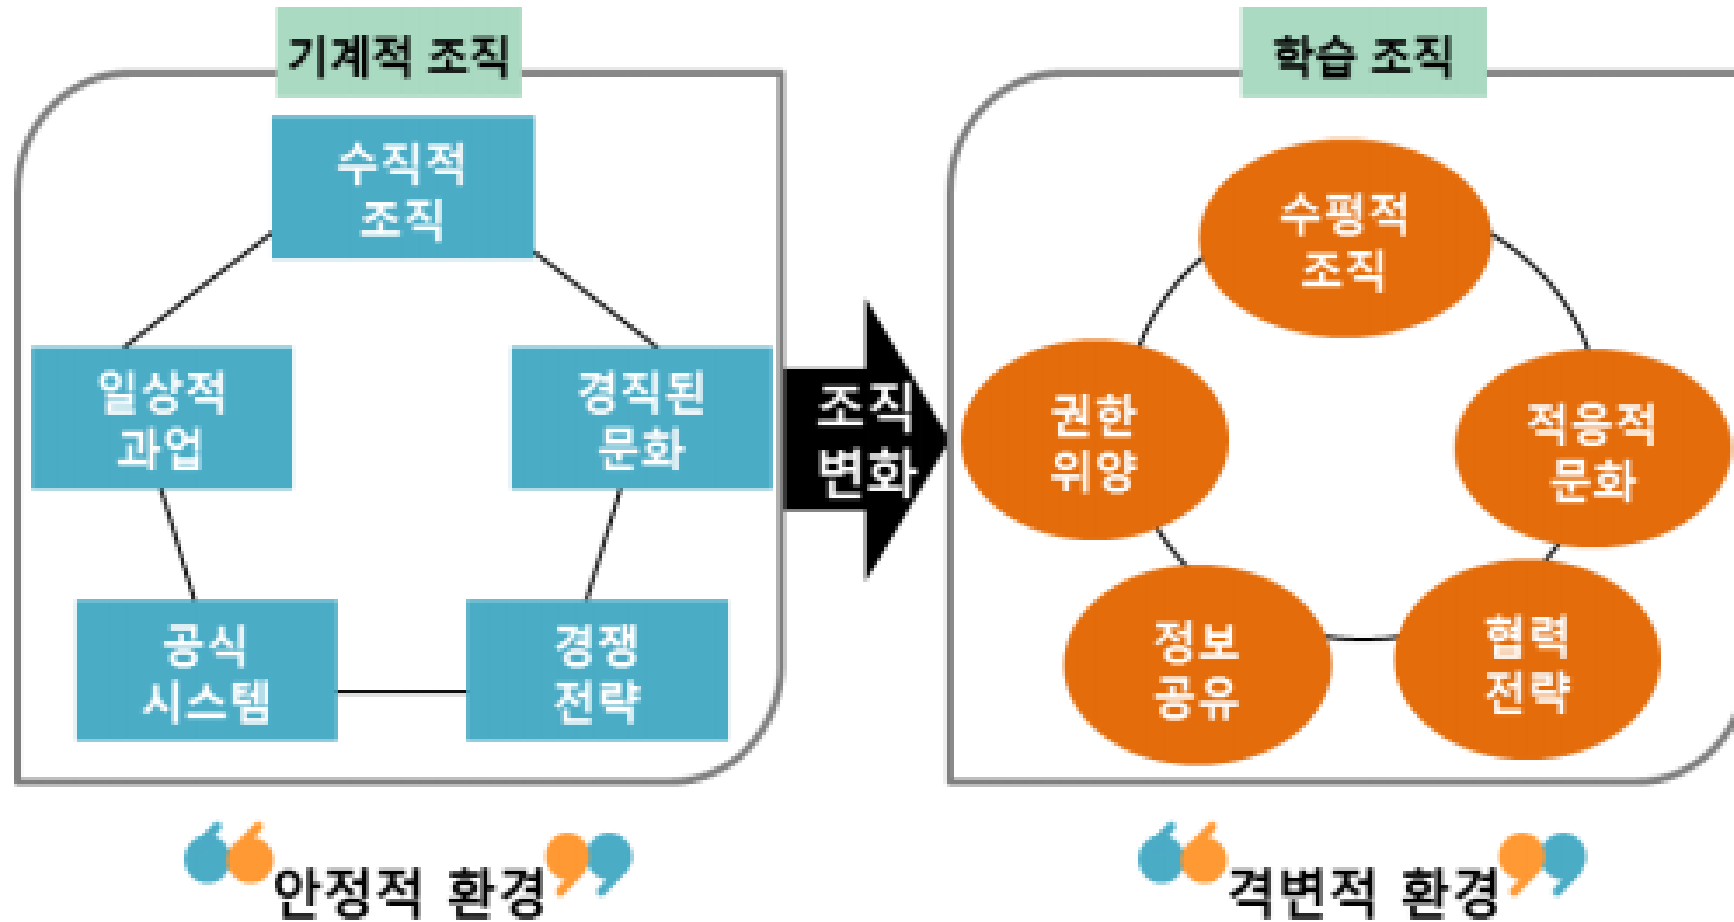 기계적 조직
수직적
조직
일상적
과업
경직된
문화
공식
시스템
경쟁
전략
안정적 환경
조직
변화
학습 조직
수평적
조직
권한
위양
적응적
문화
정보
공유
협력
전략
격변적 환경